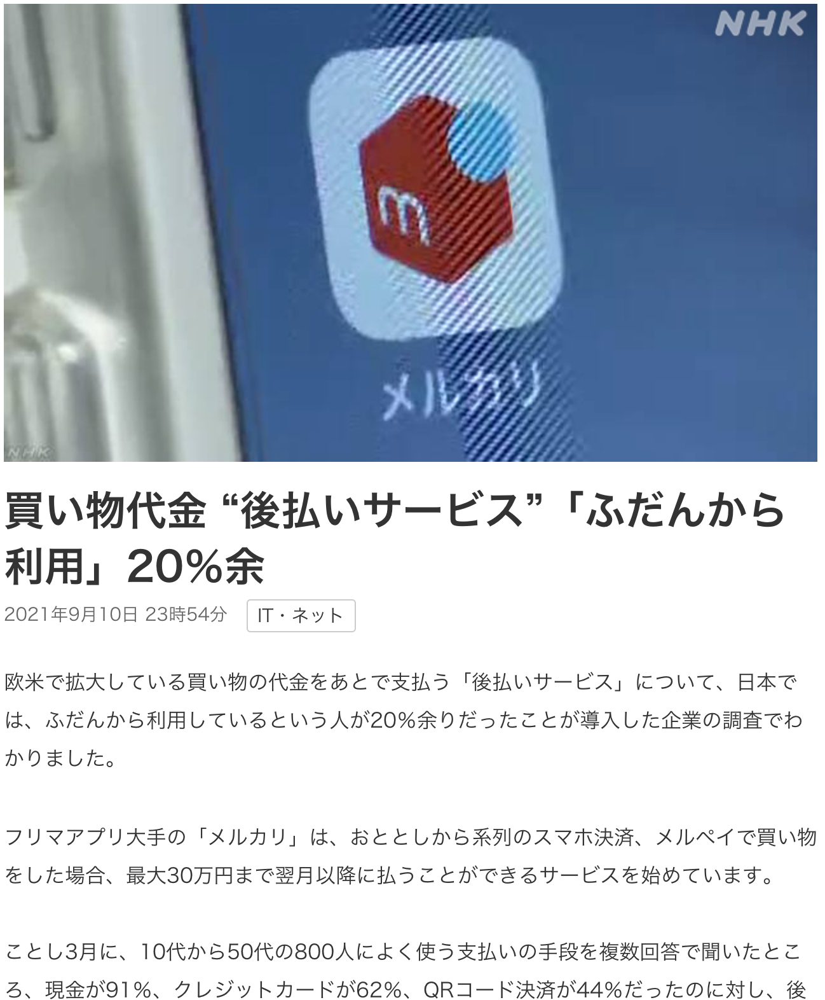 NHK
m
メルカリ
NHK
買い物代金 “後払いサービス”「ふだんから
利用」20％余
2021年9月10日 23時54分 IT・ネット
欧米で拡大している買い物の代金をあとで支払う「後払いサービス」について、日本で
は、ふだんから利用しているという人が20％余りだったことが導入した企業の調査でわ
かりました。
フリマアプリ大手の「メルカリ」は、おととしから系列のスマホ決済、メルペイで買い物
をした場合、最大30万円まで翌月以降に払うことができるサービスを始めています。
ことし3月に、10代から50代の800人によく使う支払いの手段を複数回答で聞いたとこ
ろ、現金が91％、クレジットカードが62％、QRコード決済が44％だったのに対し、後